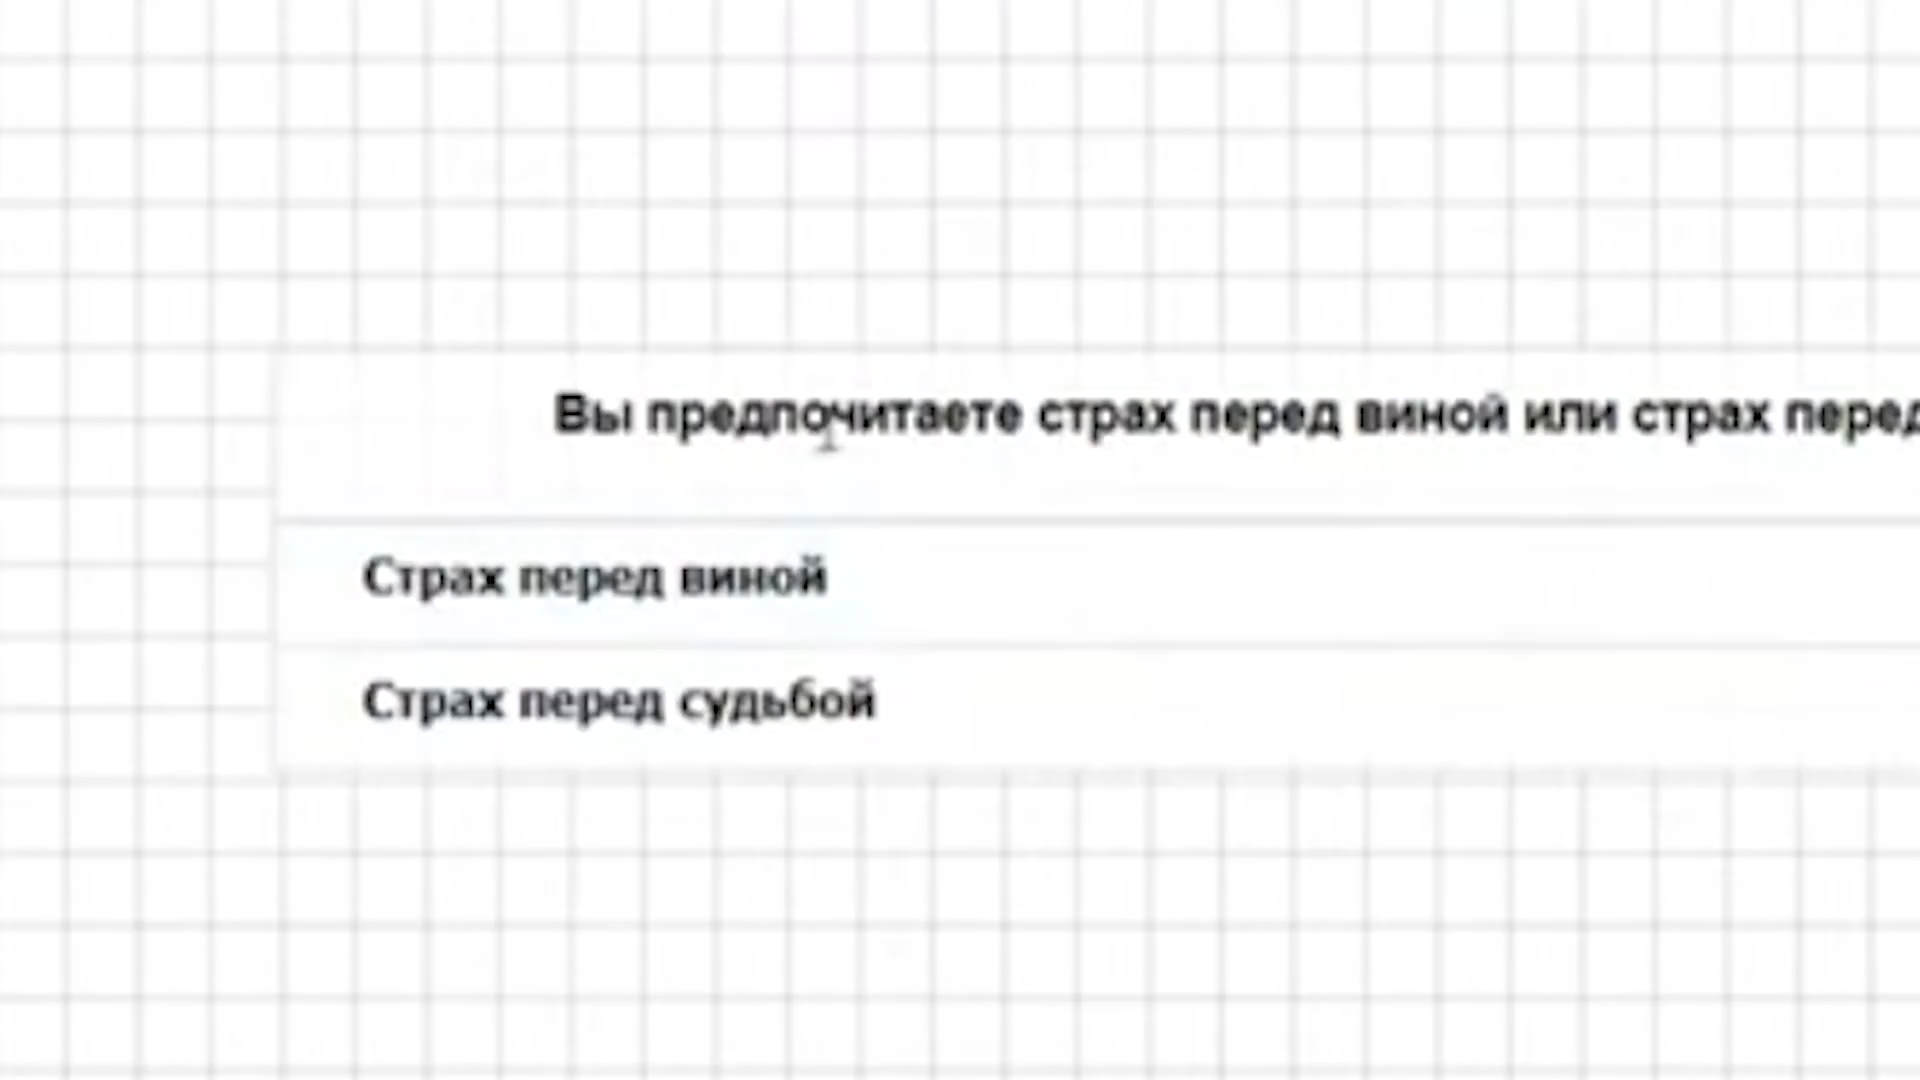 Вы предпочитаете страх перед виной или страх перед
Страх перед виной
Страх перед судьбой